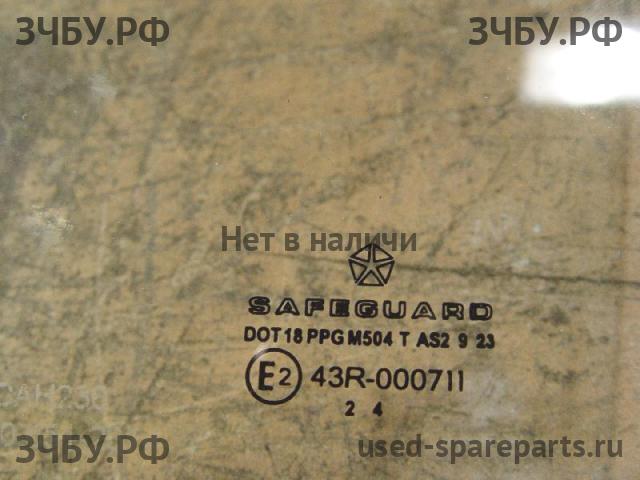 ЗЧБУ.РФ ЗЧБУ.РФ
Нет в наличи
SAFEGUARD
DOT18 PPG M504 T AS2 9 23
E2 43R-000711
2 4
ЗЧБУ.РФ used-spareparts.ru